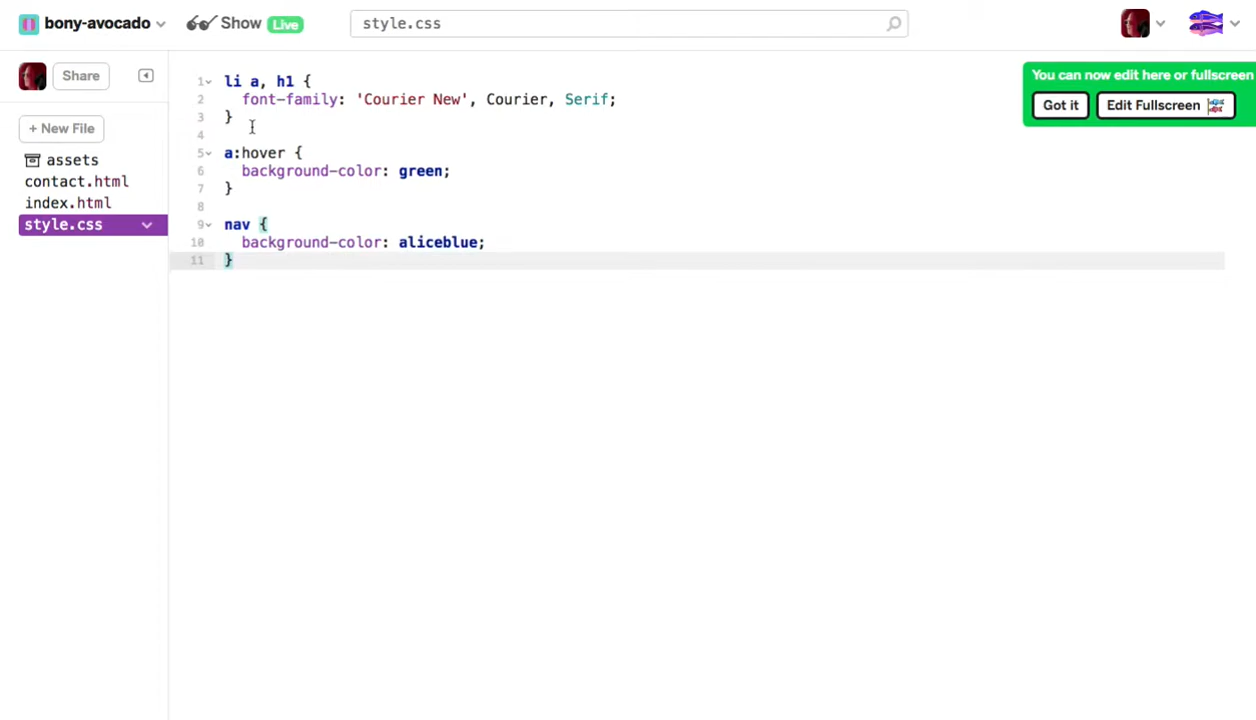 bony-avocado Show Live style.css
Share
You can now edit here or fullscreen
Got it Edit Fullscreen
+ New File
assets
contact.html
index.html
style.css
1 li a, h1 {
2 font-family: 'Courier New', Courier, Serif;
3 }
4
5 a:hover {
6 background-color: green;
7 }
8
9 nav {
10 background-color: aliceblue;
11 }